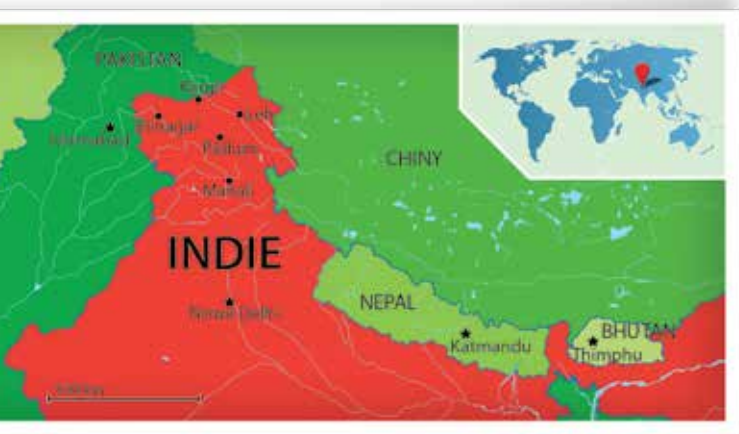 PAKISTAN
Kargil
Leh
Srinagar
Islamabad
Padum
CHINY
Manali
INDIE
NEPAL
Nowe Delhi
BHUTAN
Katmandu
Thimphu